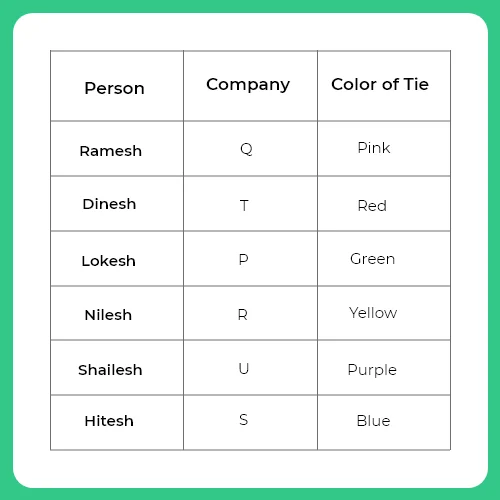 Person Company Color of Tie
Ramesh Q Pink
Dinesh T Red
Lokesh P Green
Nilesh R Yellow
Shailesh U Purple
Hitesh S Blue